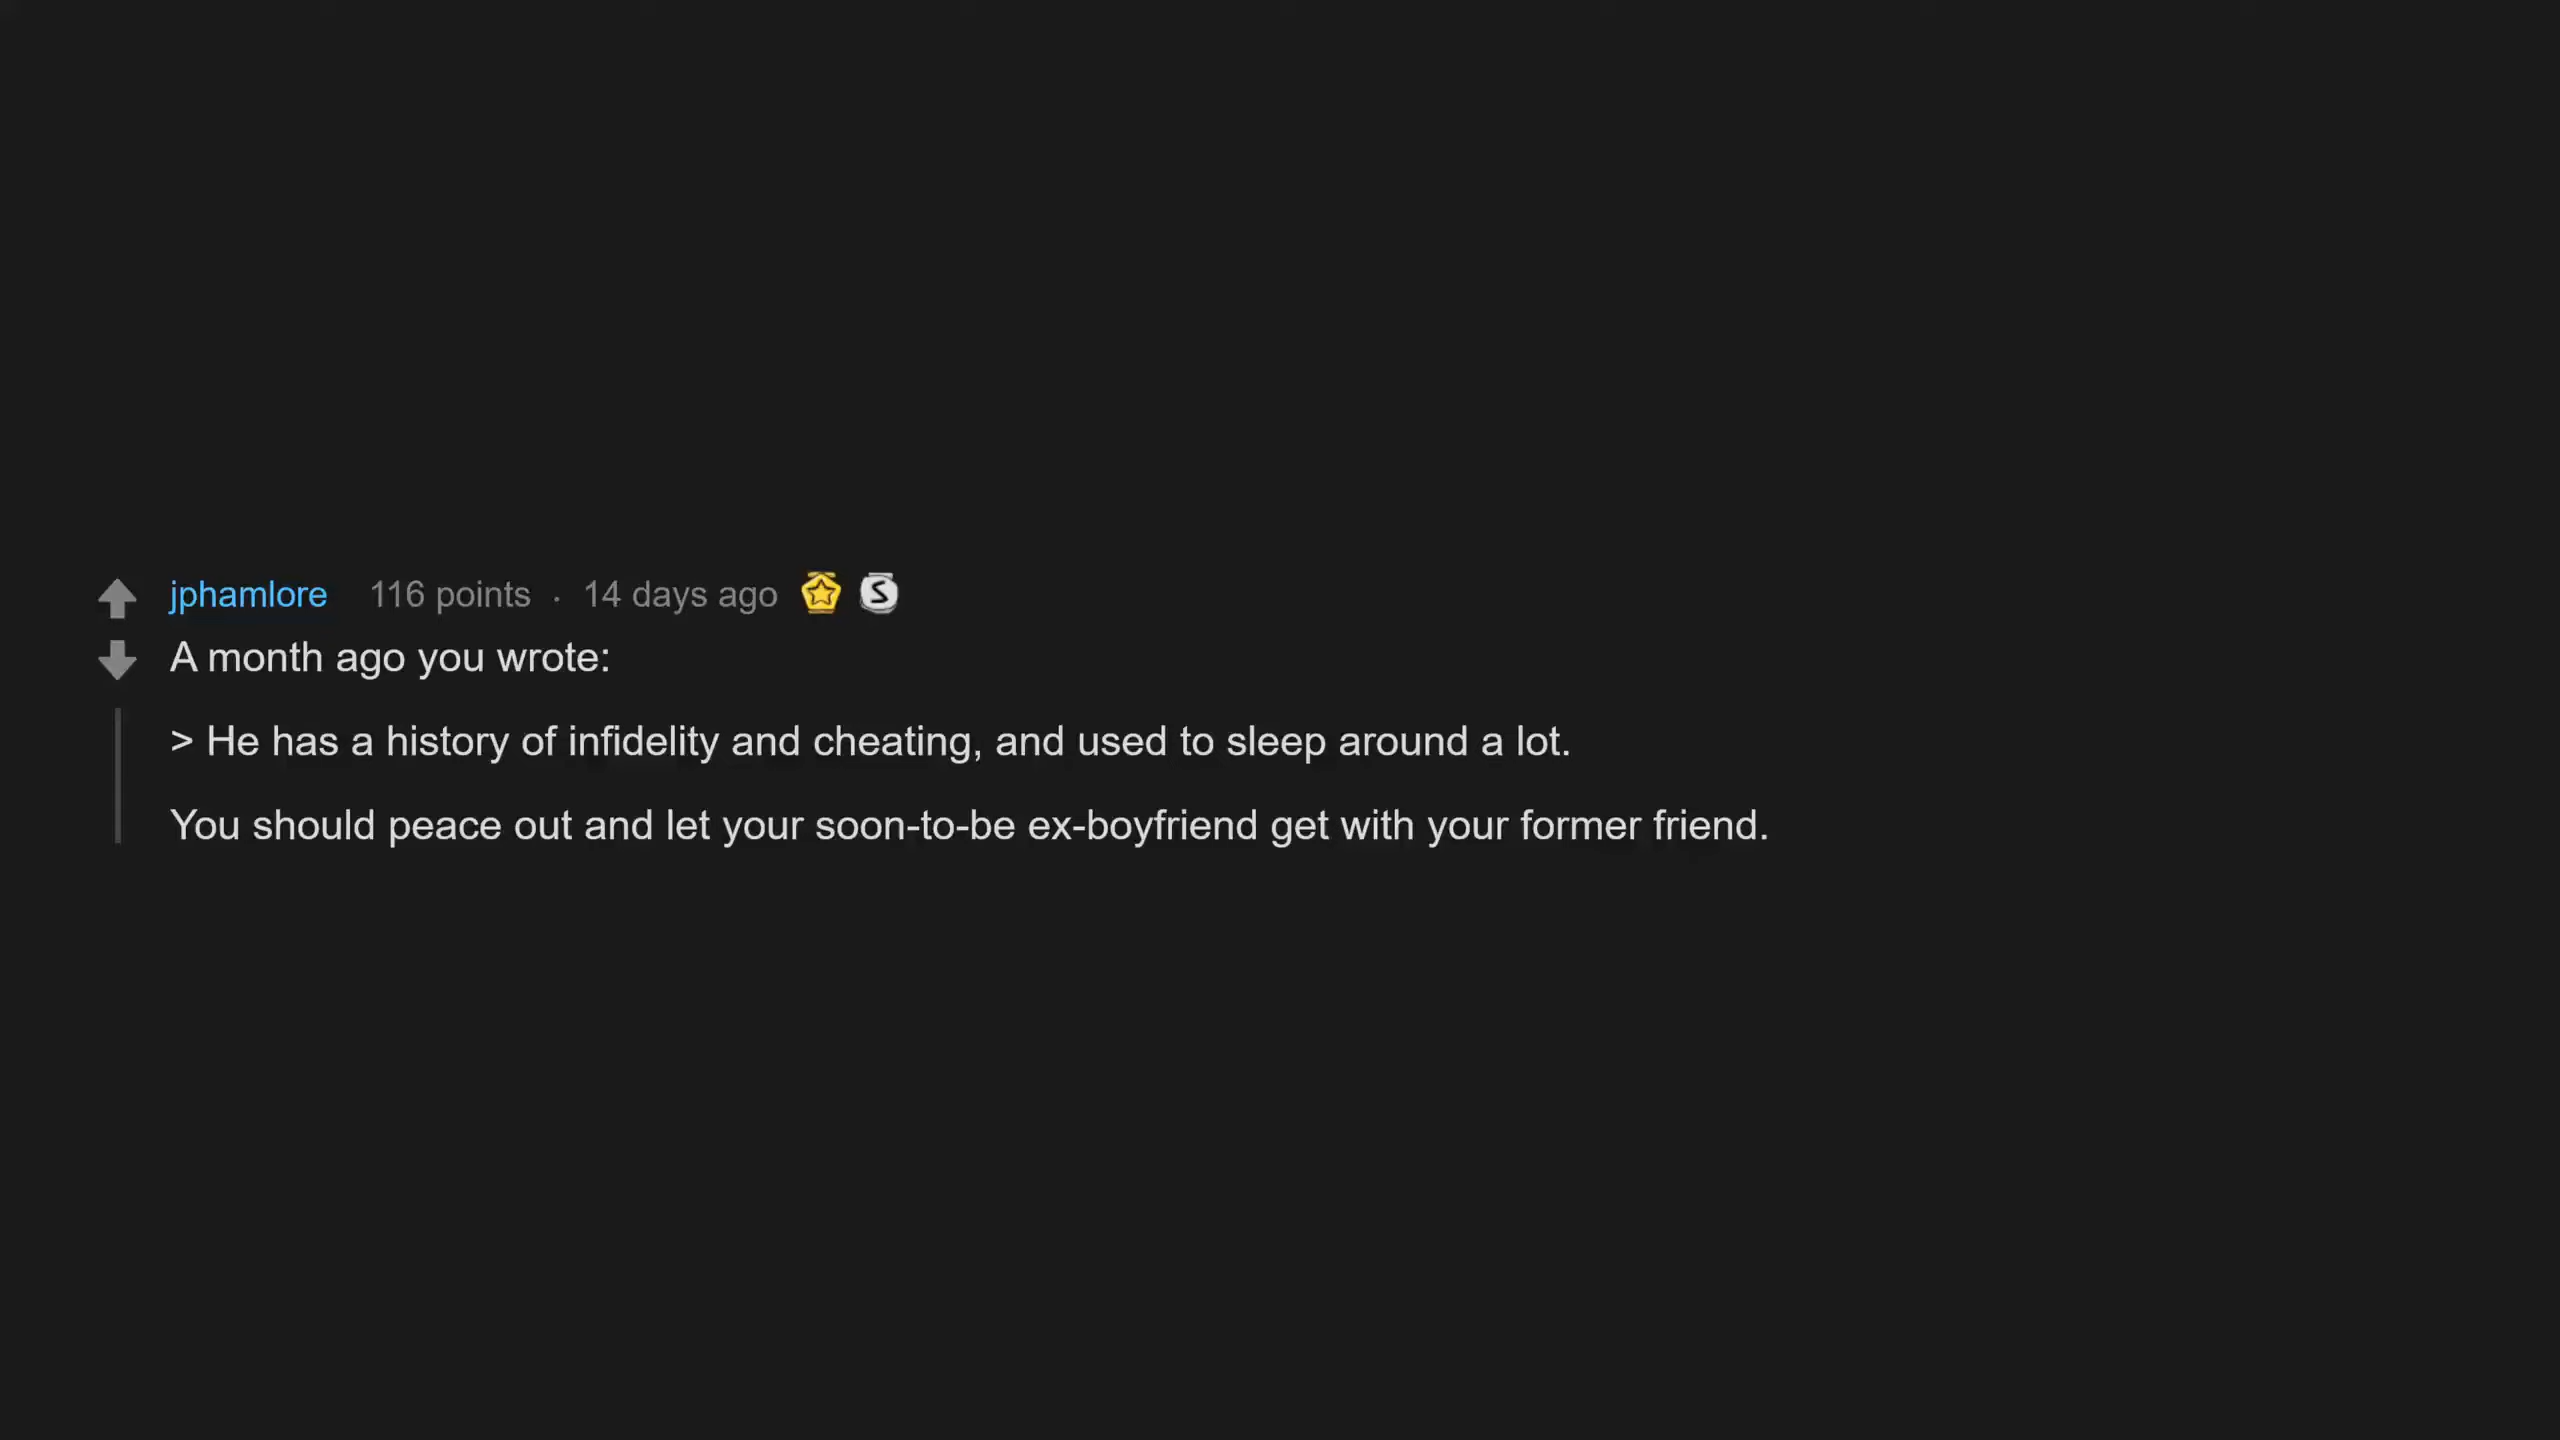 jphamlore 116 points · 14 days ago
A month ago you wrote:
> He has a history of infidelity and cheating, and used to sleep around a lot.
You should peace out and let your soon-to-be ex-boyfriend get with your former friend.